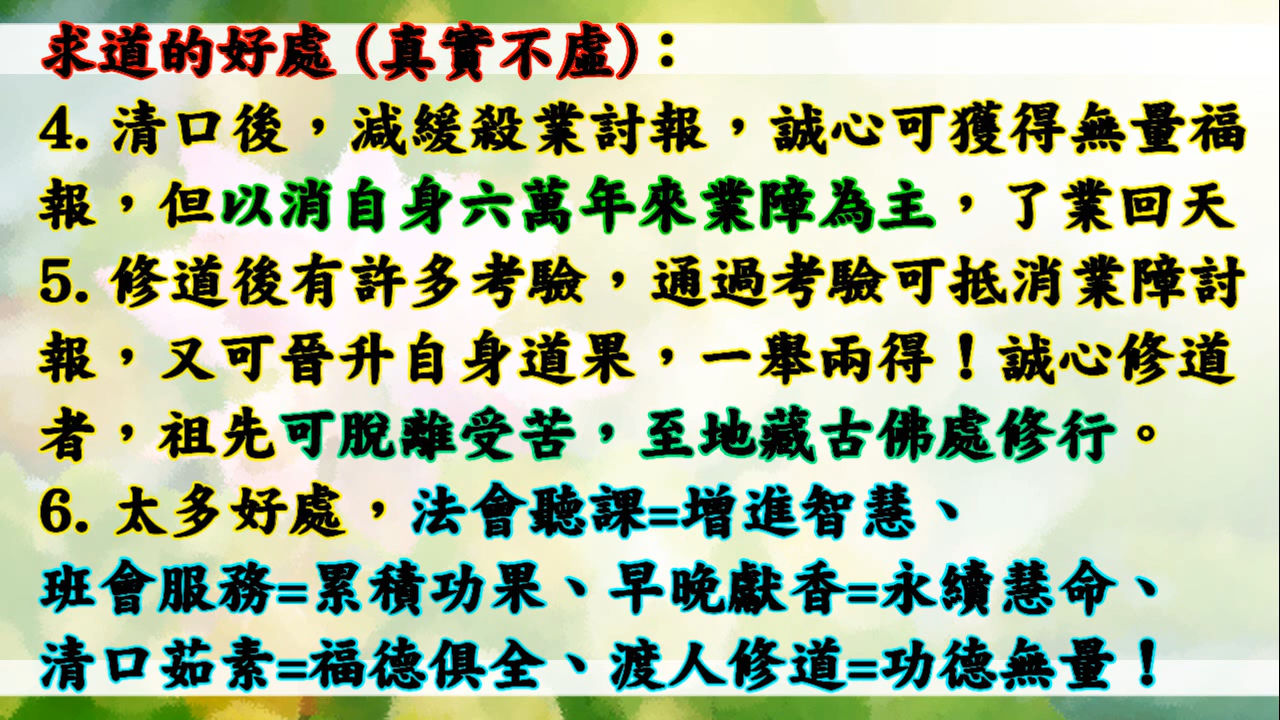 求道的好處(真實不虛)：
4. 清口後，減緩殺業討報，誠心可獲得無量福
報，但以消自身六萬年來業障為主，了業回天
5. 修道後有許多考驗，通過考驗可抵消業障討
報，又可晉升自身道果，一舉兩得！誠心修道
者，祖先可脫離受苦，至地藏古佛處修行。
6. 太多好處，法會聽課=增進智慧、
班會服務=累積功果、早晚獻香=永續慧命、
清口茹素=福德俱全、渡人修道=功德無量！